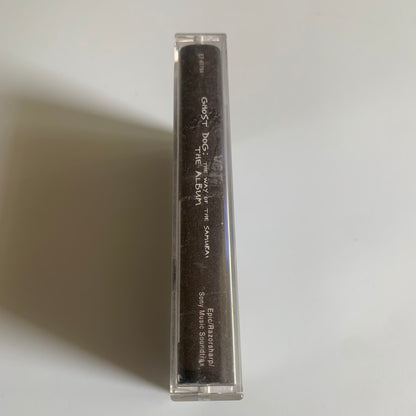 GHOST DOG: THE WAY OF THE SAMURAI
THE ALBUM
Epic/Razorsharp/
Sony Music Soundtrax